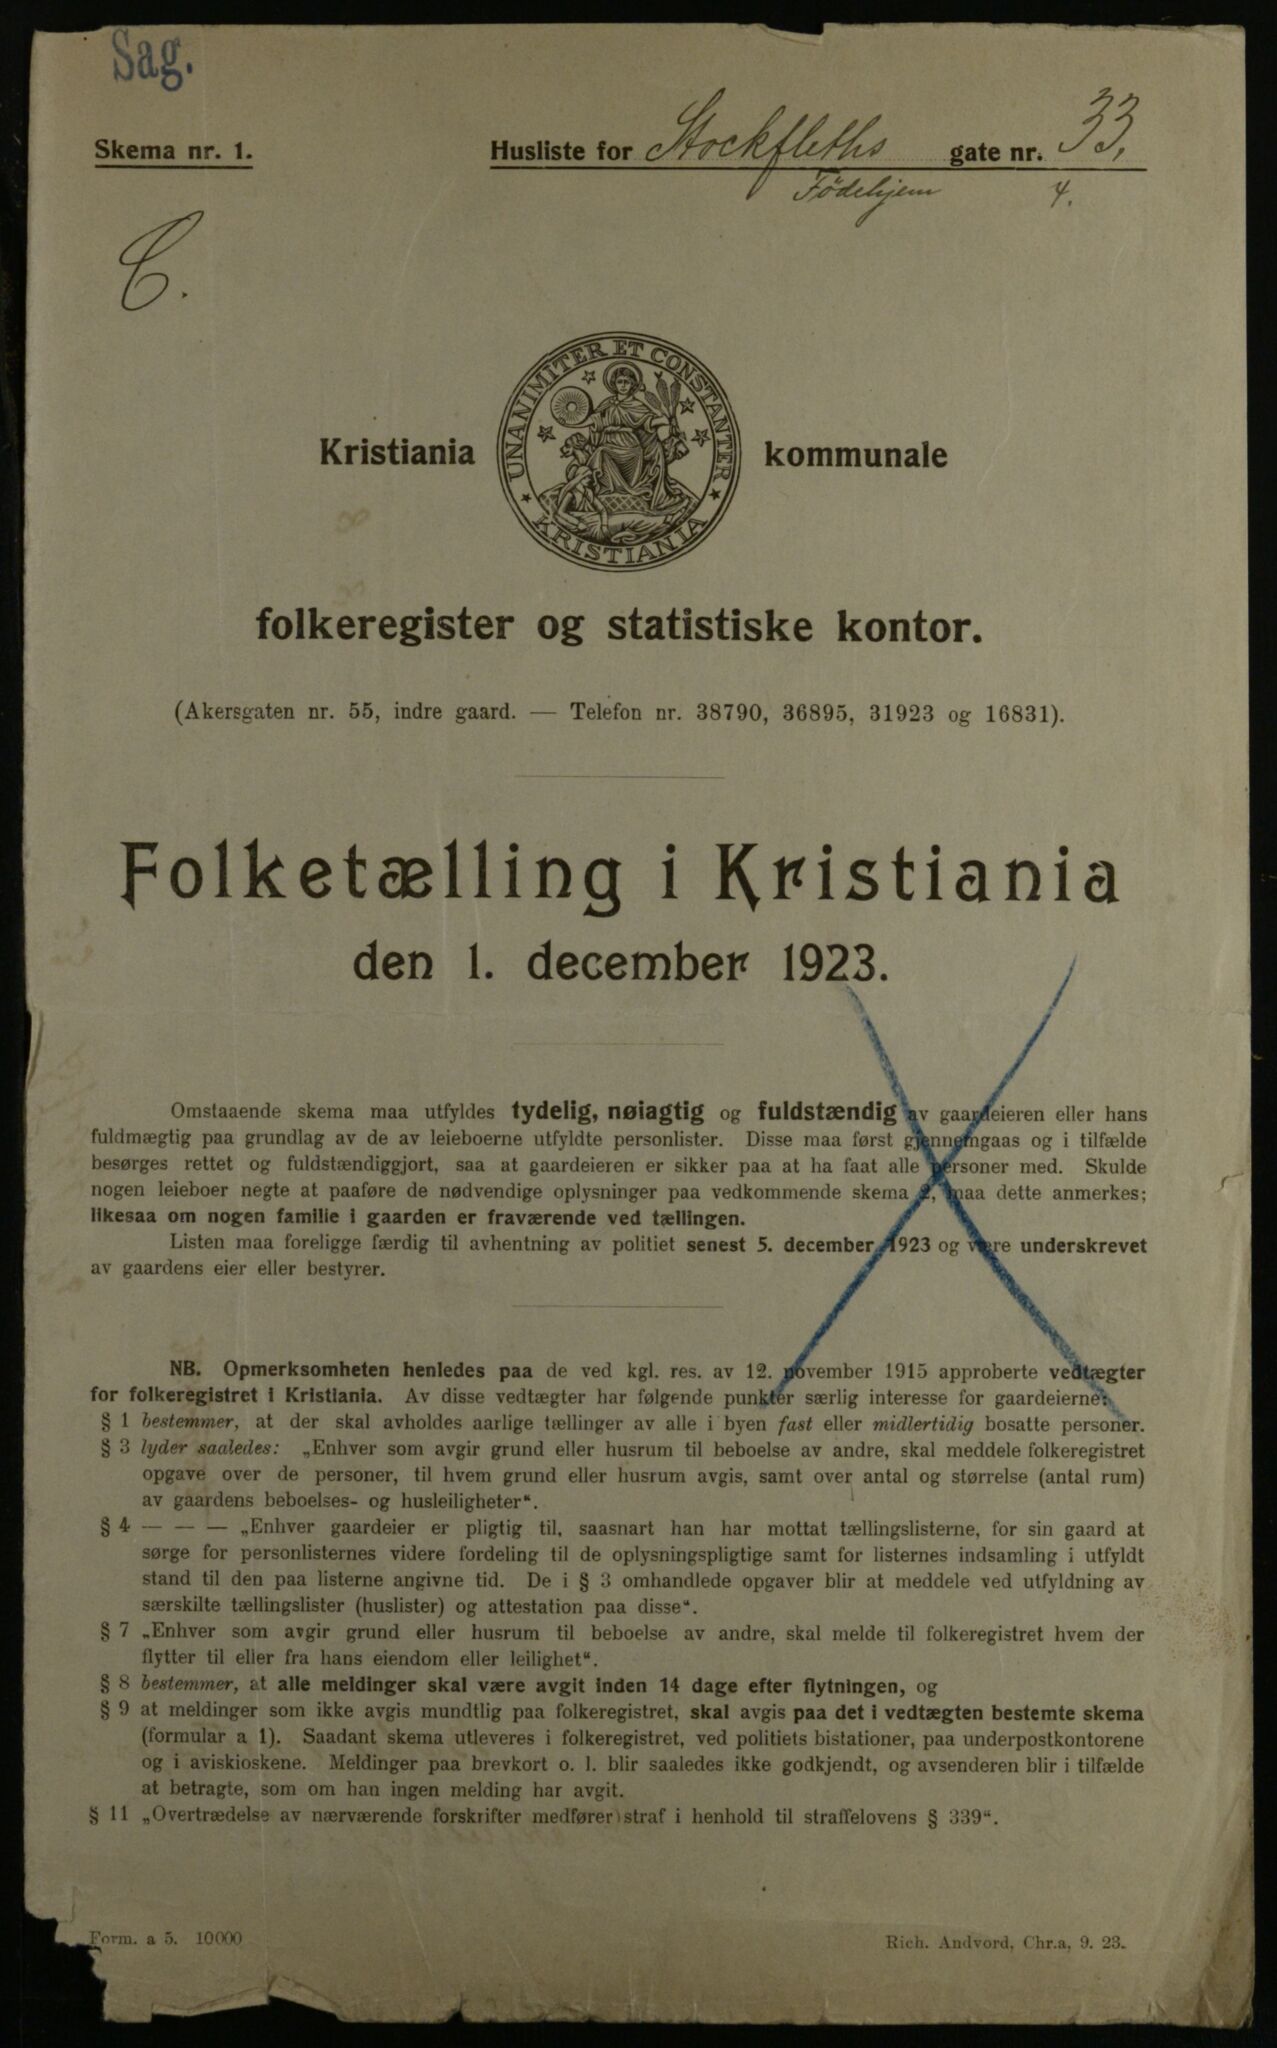 Sag.
Skema nr. 1.
Husliste for Stockfleths gate nr. 33.
Födehjem 4.
C.
UNANIMITER ET CONSTANTER
KRISTIANIA
Kristiania kommunale
folkeregister og statistiske kontor.
(Akersgaten nr. 55, indre gaard. — Telefon nr. 38790, 36895, 31923 og 16831).
Folketælling i Kristiania
den 1. december 1923.
Omstaaende skema maa utfyldes tydelig, nøiagtig og fuldstændig av gaardeieren eller hans
fuldmægtig paa grundlag av de av leieboerne utfyldte personlister. Disse maa først gjennemgaas og i tilfælde
besørges rettet og fuldstændiggjort, saa at gaardeieren er sikker paa at ha faat alle personer med. Skulde
nogen leieboer negte at paaføre de nødvendige oplysninger paa vedkommende skema 2, maa dette anmerkes;
likesaa om nogen familie i gaarden er fraværende ved tællingen.
Listen maa foreligge færdig til avhentning av politiet senest 5. december 1923 og være underskrevet
av gaardens eier eller bestyrer.
NB. Opmerksomheten henledes paa de ved kgl. res. av 12. november 1915 approberte vedtægter
for folkeregistret i Kristiania. Av disse vedtægter har følgende punkter særlig interesse for gaardeierne:
§ 1 bestemmer, at der skal avholdes aarlige tællinger av alle i byen fast eller midlertidig bosatte personer.
§ 3 lyder saaledes: „Enhver som avgir grund eller husrum til beboelse av andre, skal meddele folkeregistret
opgave over de personer, til hvem grund eller husrum avgis, samt over antal og størrelse (antal rum)
av gaardens beboelses- og husleiligheter“.
§ 4 — — — „Enhver gaardeier er pligtig til, saasnart han har mottat tællingslisterne, for sin gaard at
sørge for personlisternes videre fordeling til de oplysningspligtige samt for listernes indsamling i utfyldt
stand til den paa listerne angivne tid. De i § 3 omhandlede opgaver blir at meddele ved utfyldning av
særskilte tællingslister (huslister) og attestation paa disse“.
§ 7 „Enhver som avgir grund eller husrum til beboelse av andre, skal melde til folkeregistret hvem der
flytter til eller fra hans eiendom eller leilighet“.
§ 8 bestemmer, at alle meldinger skal være avgit inden 14 dage efter flytningen, og
§ 9 at meldinger som ikke avgis mundtlig paa folkeregistret, skal avgis paa det i vedtægten bestemte skema
(formular a 1). Saadant skema utleveres i folkeregistret, ved politiets bistationer, paa underpostkontorene
og i aviskioskene. Meldinger paa brevkort o. l. blir saaledes ikke godkjendt, og avsenderen blir i tilfælde
at betragte, som om han ingen melding har avgit.
§ 11 „Overtrædelse av nærværende forskrifter medfører straf i henhold til straffelovens § 339“.
Form. a 5. 10000
Rich. Andvord, Chr.a, 9. 23.